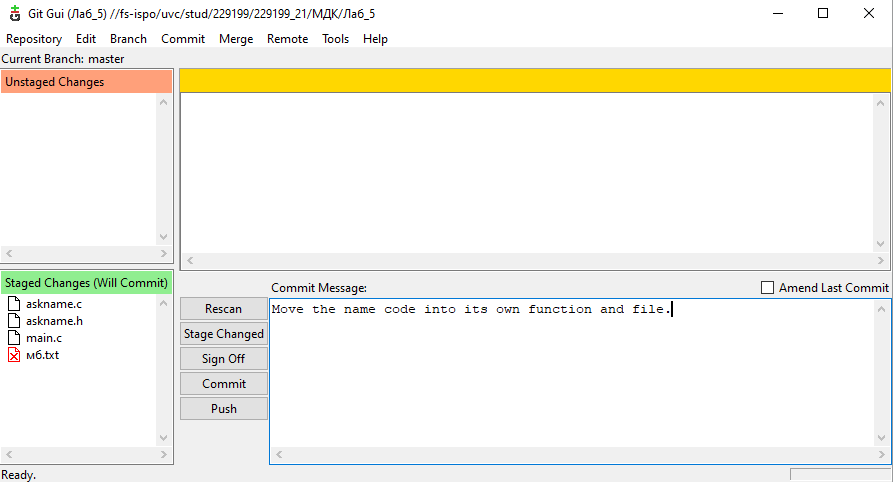 Git Gui (Лаб_5) //fs-ispo/uvc/stud/229199/229199_21/МДК/Лаб_5
Repository Edit Branch Commit Merge Remote Tools Help
Current Branch: master
Unstaged Changes
Staged Changes (Will Commit)
askname.c
askname.h
main.c
мб.txt
Commit Message:
Amend Last Commit
Rescan
Stage Changed
Sign Off
Commit
Push
Move the name code into its own function and file.
Ready.